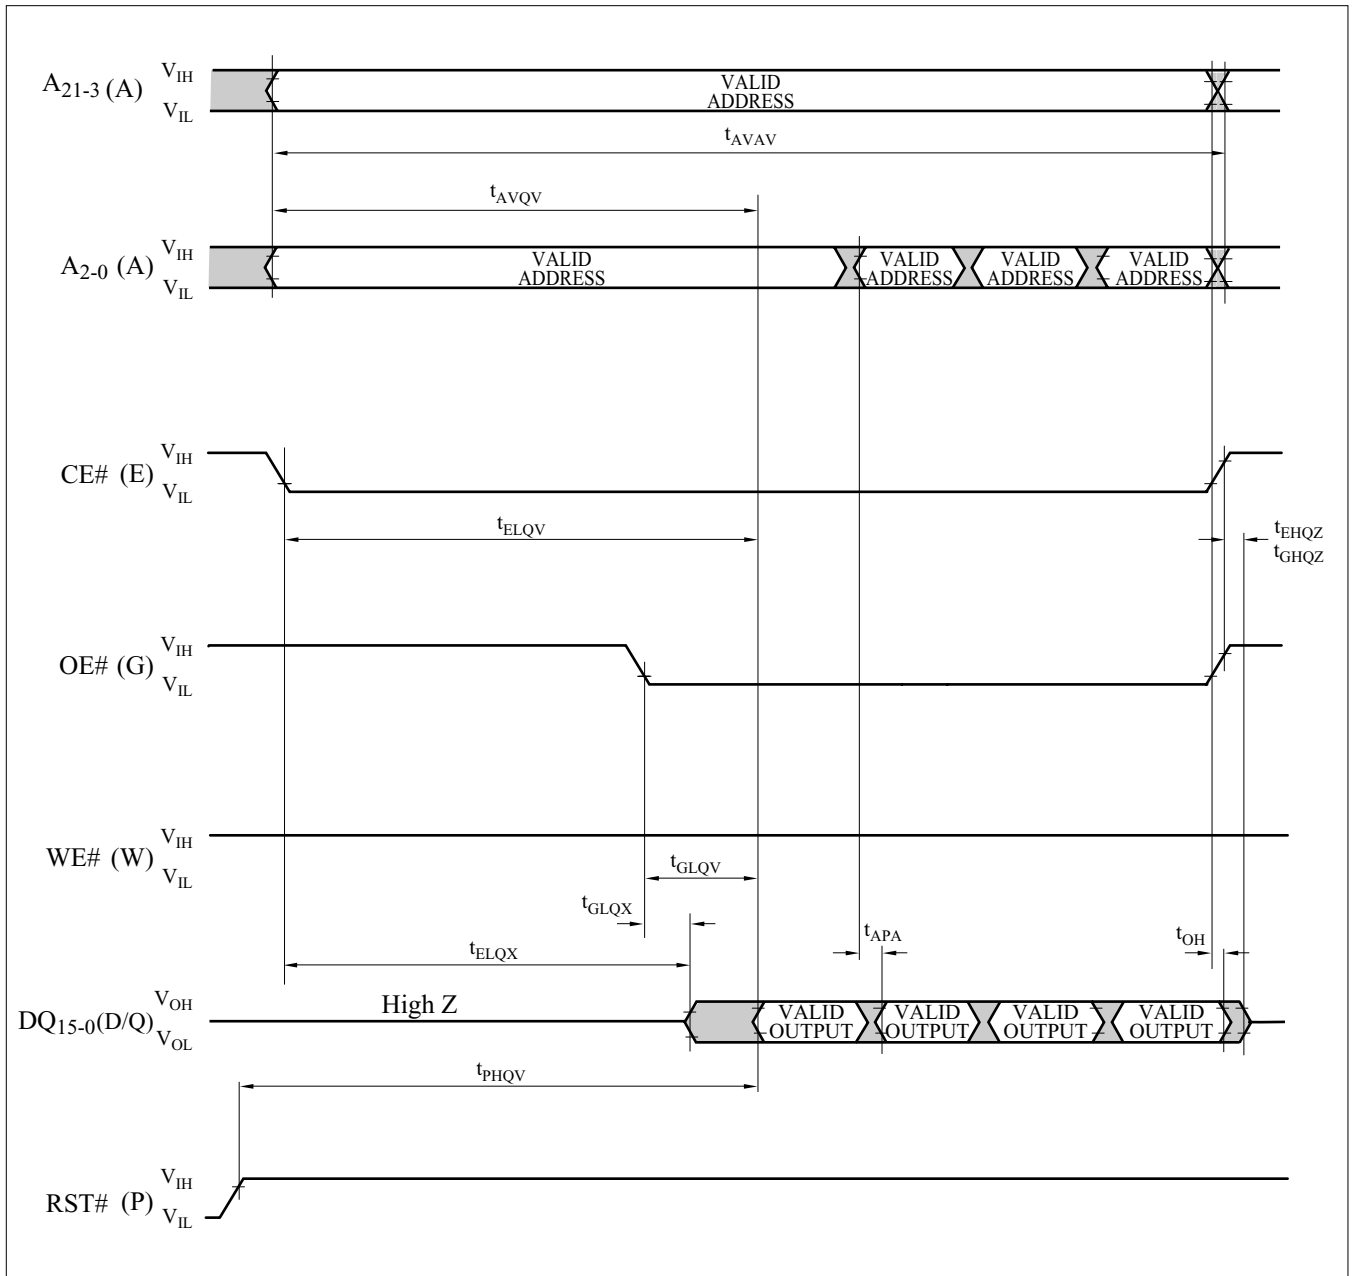 A21-3 (A) VIH VIL
VALID
ADDRESS
tAVAV
tAVQV
A2-0 (A) VIH VIL
VALID
ADDRESS
VALID
ADDRESS
VALID
ADDRESS
VALID
ADDRESS
CE# (E) VIH VIL
tELQV
tEHQZ
tGHQZ
OE# (G) VIH VIL
WE# (W) VIH VIL
tGLQV
tGLQX
tELQX
tAPA
tOH
DQ15-0(D/Q) VOH VOL
High Z
VALID
OUTPUT
VALID
OUTPUT
VALID
OUTPUT
VALID
OUTPUT
tPHQV
RST# (P) VIH VIL